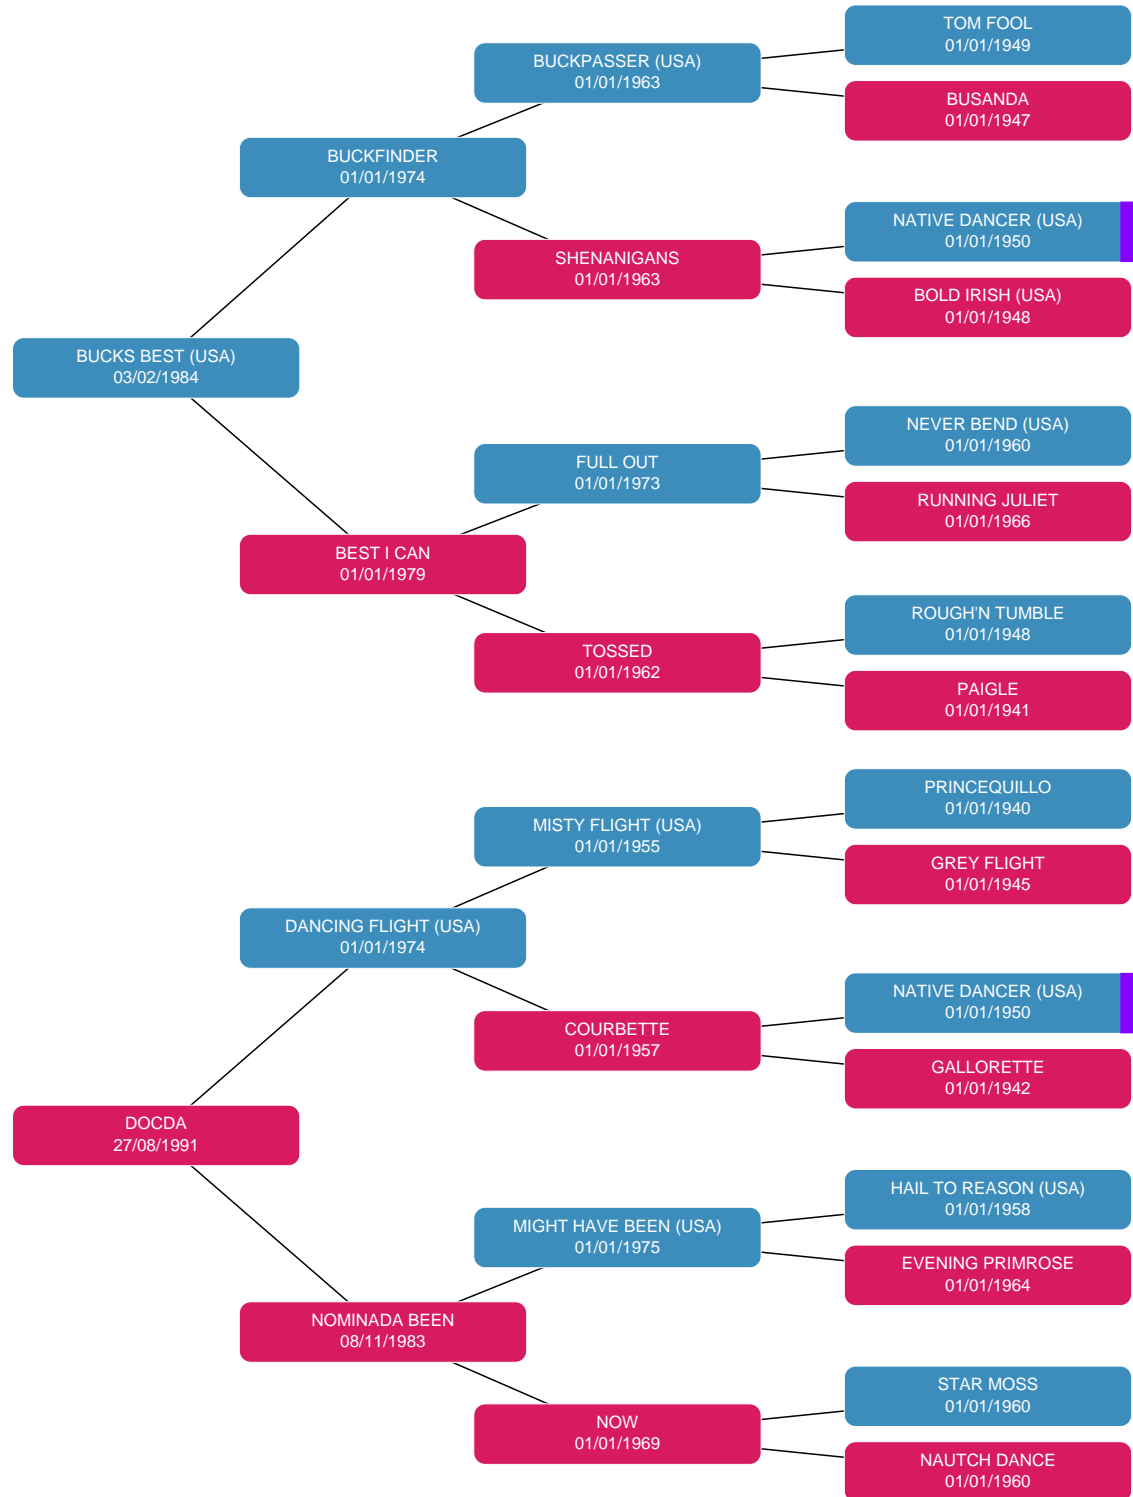 TOM FOOL
01/01/1949
BUCKPASSER (USA)
01/01/1963
BUSANDA
01/01/1947
BUCKFINDER
01/01/1974
NATIVE DANCER (USA)
01/01/1950
SHENANIGANS
01/01/1963
BOLD IRISH (USA)
01/01/1948
BUCKS BEST (USA)
03/02/1984
NEVER BEND (USA)
01/01/1960
FULL OUT
01/01/1973
RUNNING JULIET
01/01/1966
BEST I CAN
01/01/1979
ROUGH'N TUMBLE
01/01/1948
TOSSED
01/01/1962
PAIGLE
01/01/1941
PRINCEQUILLO
01/01/1940
MISTY FLIGHT (USA)
01/01/1955
GREY FLIGHT
01/01/1945
DANCING FLIGHT (USA)
01/01/1974
NATIVE DANCER (USA)
01/01/1950
COURBETTE
01/01/1957
GALLORETTE
01/01/1942
DOCDA
27/08/1991
HAIL TO REASON (USA)
01/01/1958
MIGHT HAVE BEEN (USA)
01/01/1975
EVENING PRIMROSE
01/01/1964
NOMINADA BEEN
08/11/1983
STAR MOSS
01/01/1960
NOW
01/01/1969
NAUTCH DANCE
01/01/1960